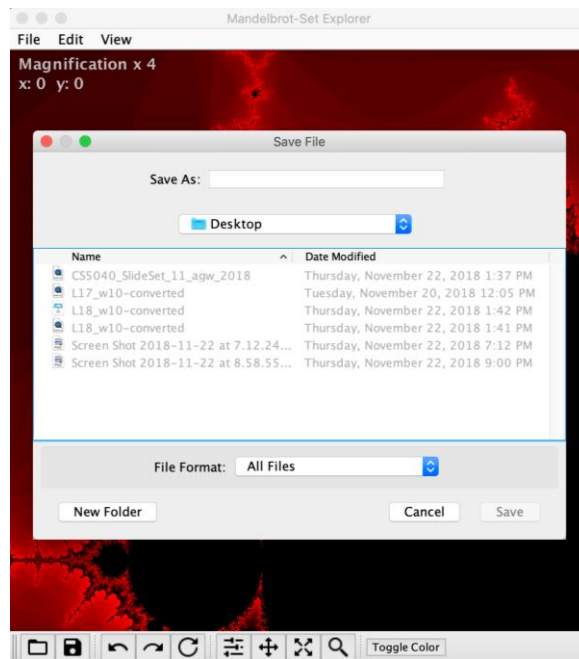 Mandelbrot-Set Explorer
File Edit View
Magnification x 4
x: 0 y: 0
Save File
Save As:
Desktop
Name Date Modified
CS5040_SlideSet_11_agw_2018 Thursday, November 22, 2018 1:37 PM
L17_w10-converted Tuesday, November 20, 2018 12:05 PM
L18_w10-converted Thursday, November 22, 2018 1:42 PM
L18_w10-converted Thursday, November 22, 2018 1:41 PM
Screen Shot 2018-11-22 at 7.12.24... Thursday, November 22, 2018 7:12 PM
Screen Shot 2018-11-22 at 8.58.55... Thursday, November 22, 2018 9:00 PM
File Format: All Files
New Folder Cancel Save
Toggle Color